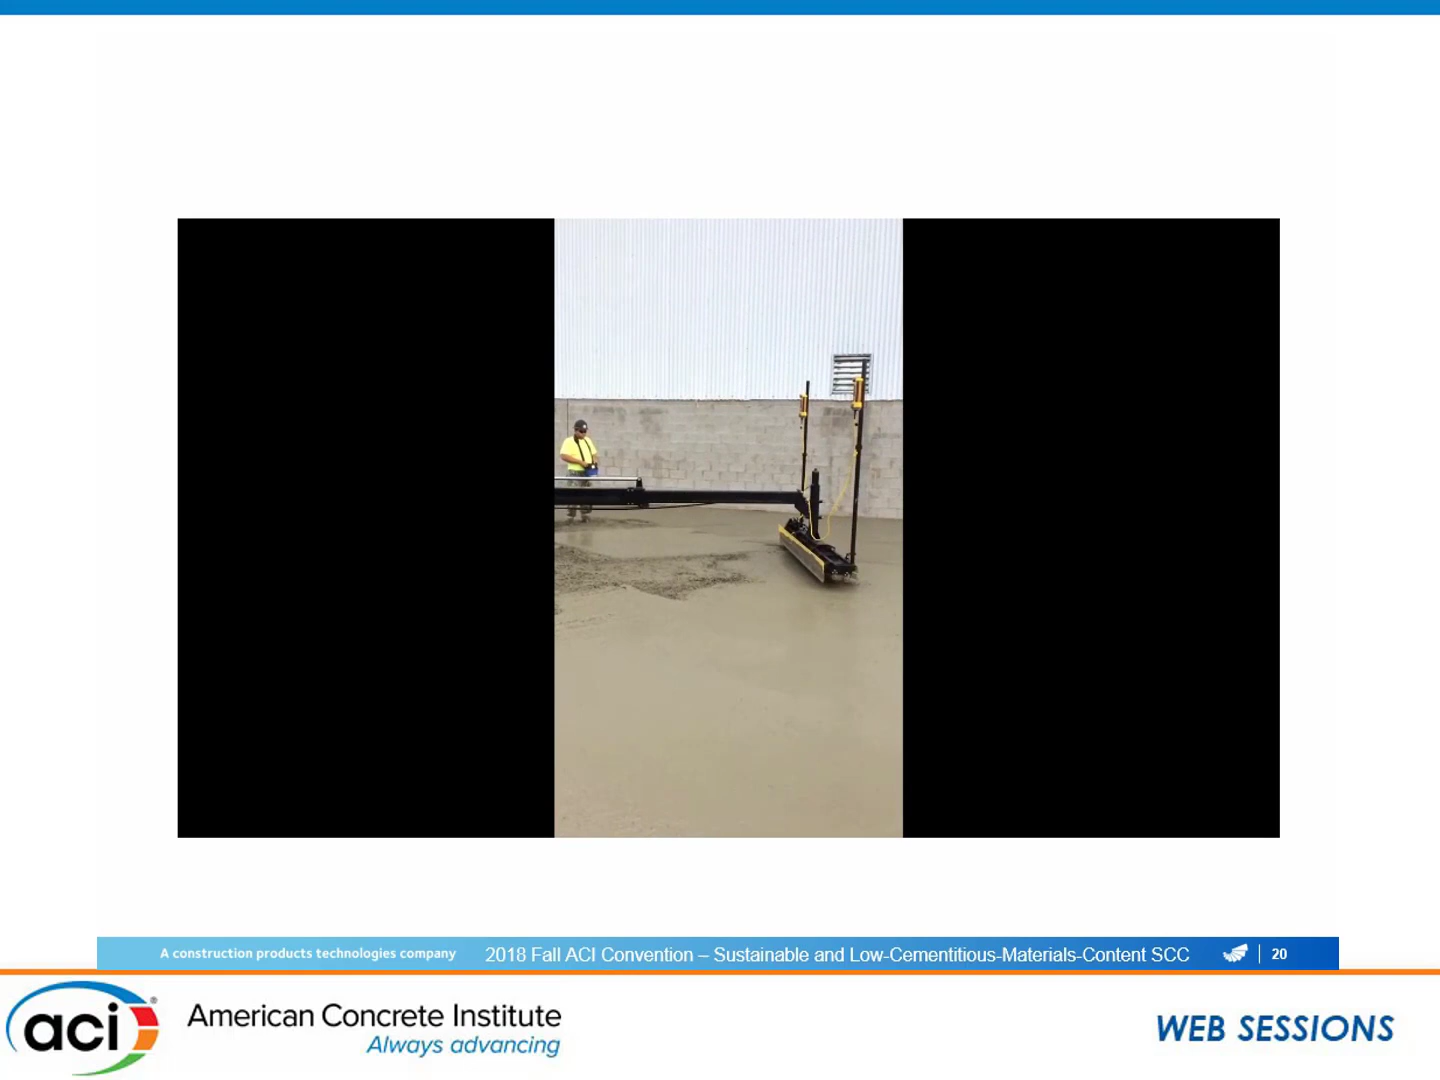 A construction products technologies company
2018 Fall ACI Convention – Sustainable and Low-Cementitious-Materials-Content SCC
20
aci®
American Concrete Institute
Always advancing
WEB SESSIONS